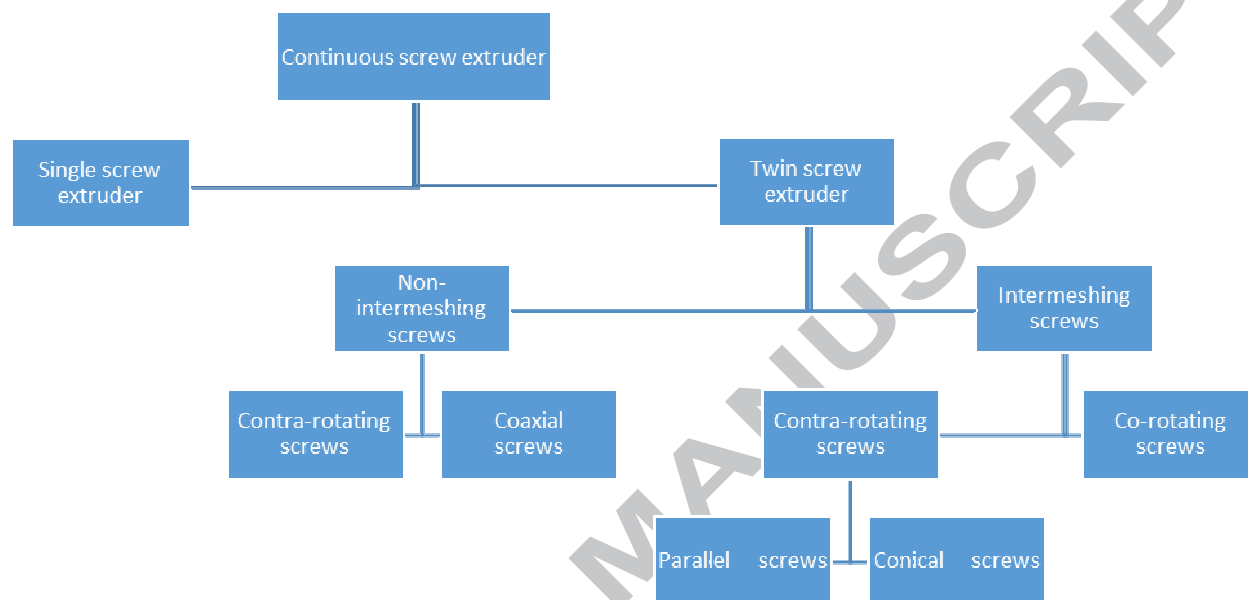 Continuous screw extruder
Single screw
extruder
Twin screw
extruder
Non-
intermeshing
screws
Intermeshing
screws
Contra-rotating
screws
Coaxial
screws
Contra-rotating
screws
Co-rotating
screws
Parallel screws
Conical screws
MANUSCRIP